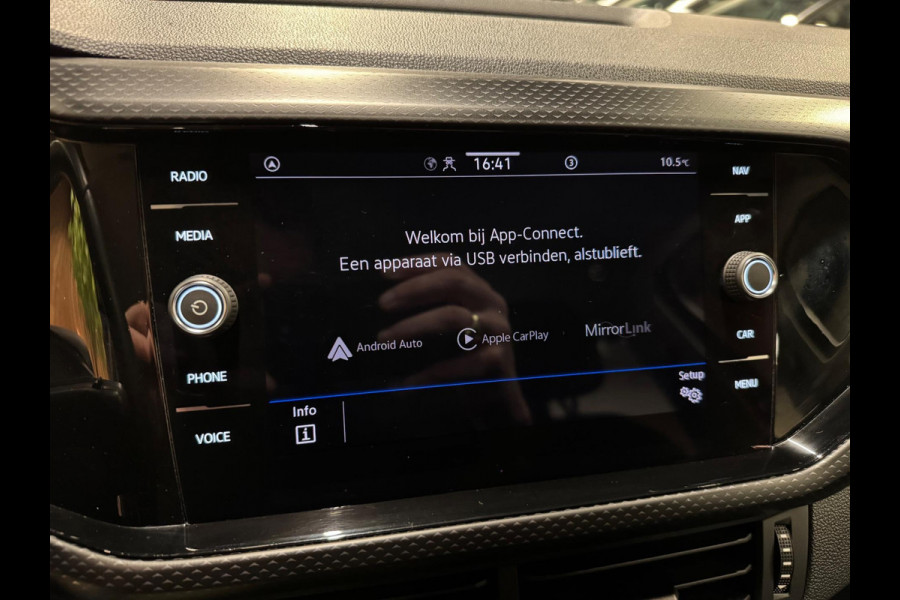 RADIO
MEDIA
PHONE
VOICE
16:41
3
10.5°C
Welkom bij App-Connect.
Een apparaat via USB verbinden, alstublieft.
Android Auto
Apple CarPlay
MirrorLink
Setup
Info
i
NAV
APP
CAR
MENU